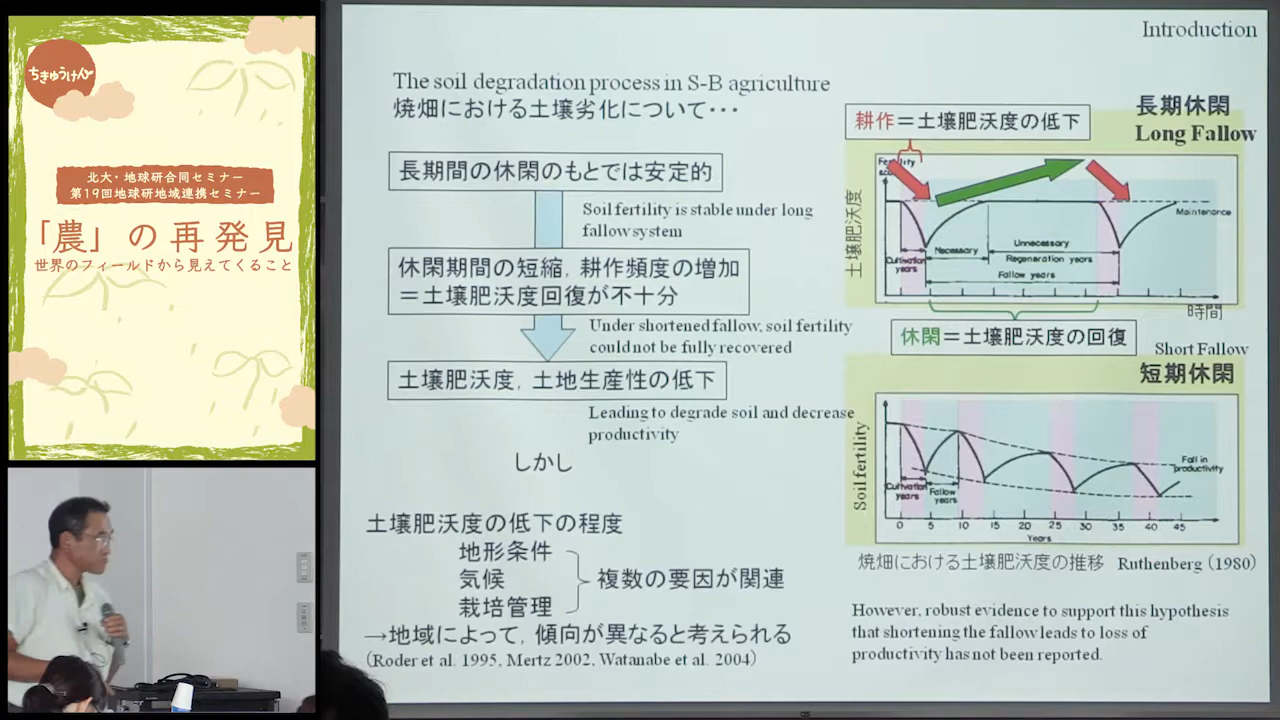 ちきゅうけん
北大・地球研合同セミナー
第19回地球研地域連携セミナー
「農」の再発見
世界のフィールドから見えてくること
Introduction
The soil degradation process in S-B agriculture
焼畑における土壌劣化について・・・
長期間の休閑のもとでは安定的
Soil fertility is stable under long
fallow system
休閑期間の短縮，耕作頻度の増加
＝土壌肥沃度回復が不十分
Under shortened fallow, soil fertility
could not be fully recovered
土壌肥沃度，土地生産性の低下
Leading to degrade soil and decrease
productivity
しかし
土壌肥沃度の低下の程度
地形条件
気候
栽培管理
複数の要因が関連
→地域によって，傾向が異なると考えられる
(Roder et al. 1995, Mertz 2002, Watanabe et al. 2004)
耕作＝土壌肥沃度の低下
長期休閑
Long Fallow
土壌肥沃度
Maintenance
Cultivation
years
Necessary
Unnecessary
Regeneration years
Fallow years
時間
休閑＝土壌肥沃度の回復
Short Fallow
短期休閑
Soil fertility
Cultivation
years
Fallow
years
Fall in
productivity
0 5 10 15 20 25 30 35 40 45
Years
焼畑における土壌肥沃度の推移 Ruthenberg (1980)
However, robust evidence to support this hypothesis
that shortening the fallow leads to loss of
productivity has not been reported.